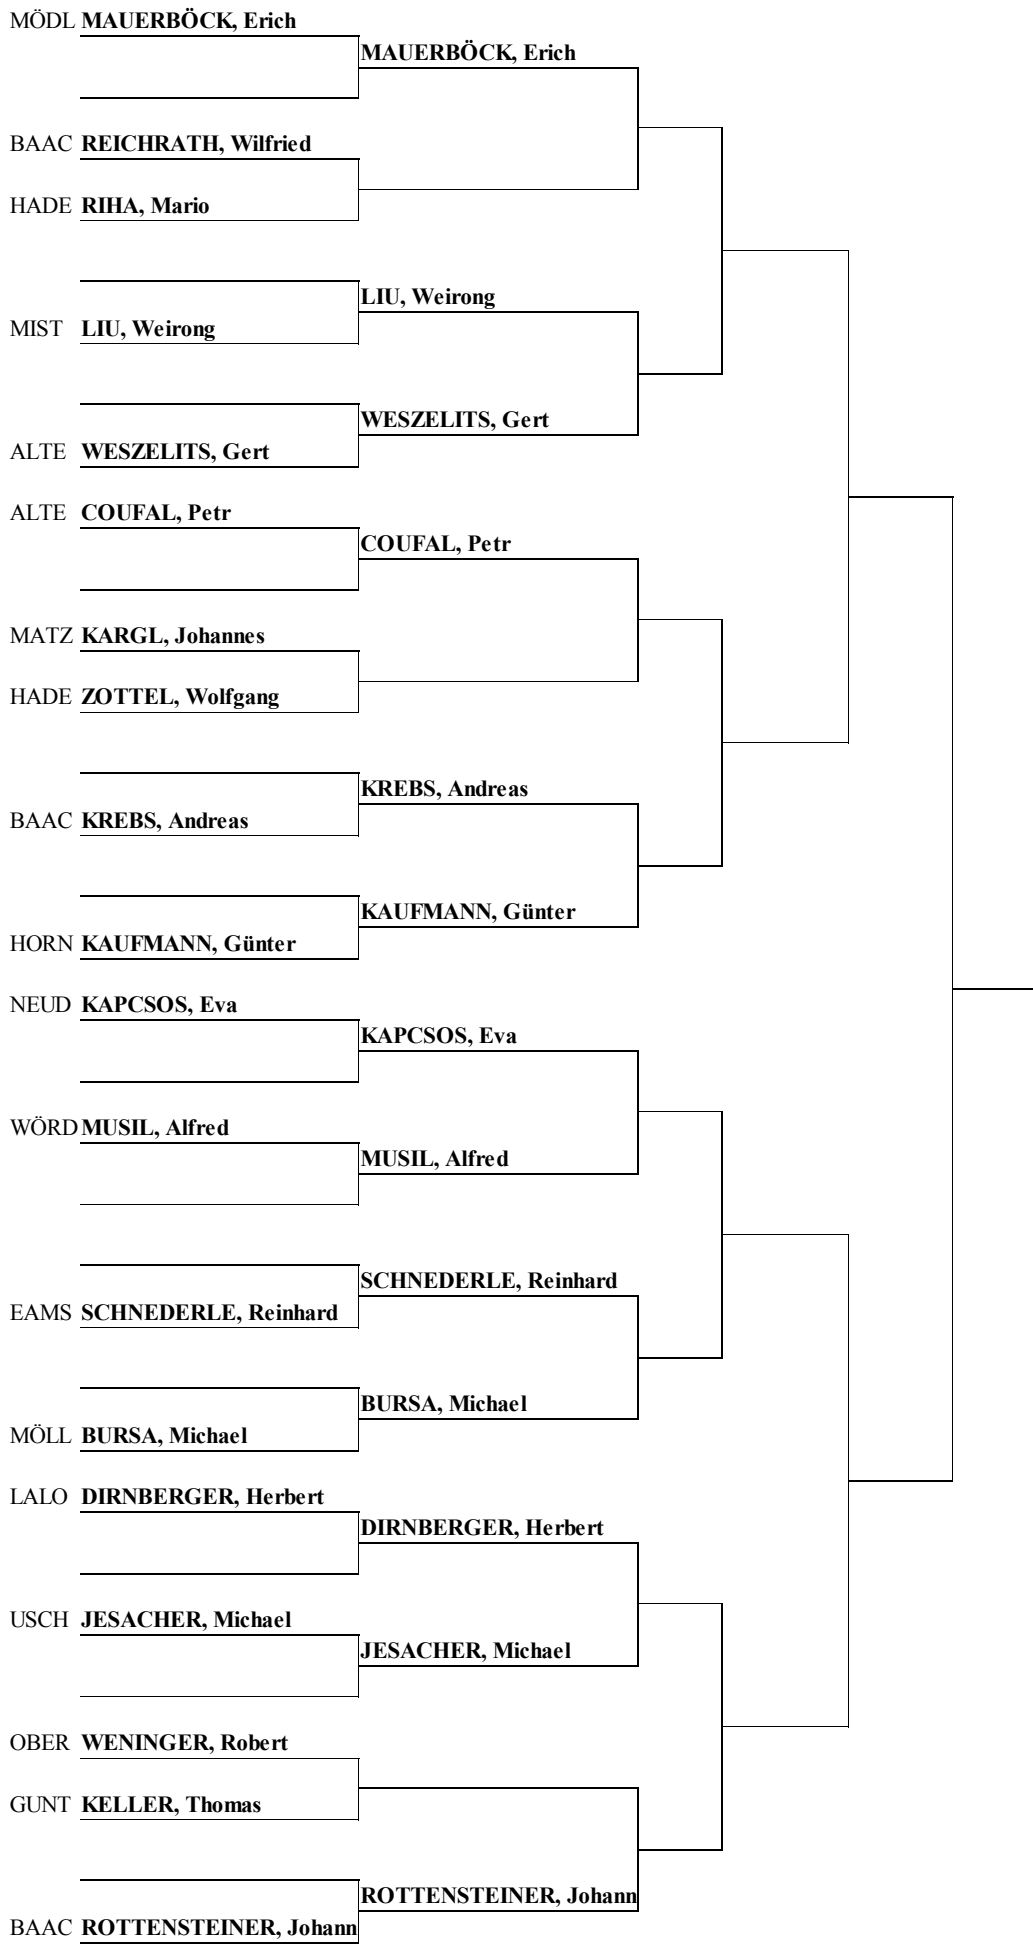 MÖDL MAUERBÖCK, Erich
MAUERBÖCK, Erich
BAAC REICHRATH, Wilfried
HADE RIHA, Mario
LIU, Weirong
MIST LIU, Weirong
WESZELITS, Gert
ALTE WESZELITS, Gert
ALTE COUFAL, Petr
COUFAL, Petr
MATZ KARGL, Johannes
HADE ZOTTEL, Wolfgang
KREBS, Andreas
BAAC KREBS, Andreas
KAUFMANN, Günter
HORN KAUFMANN, Günter
NEUD KAPCSOS, Eva
KAPCSOS, Eva
WÖRD MUSIL, Alfred
MUSIL, Alfred
SCHNEDERLE, Reinhard
EAMS SCHNEDERLE, Reinhard
BURSA, Michael
MÖLL BURSA, Michael
LALO DIRNBERGER, Herbert
DIRNBERGER, Herbert
USCH JESACHER, Michael
JESACHER, Michael
OBER WENINGER, Robert
GUNT KELLER, Thomas
ROTTENSTEINER, Johann
BAAC ROTTENSTEINER, Johann